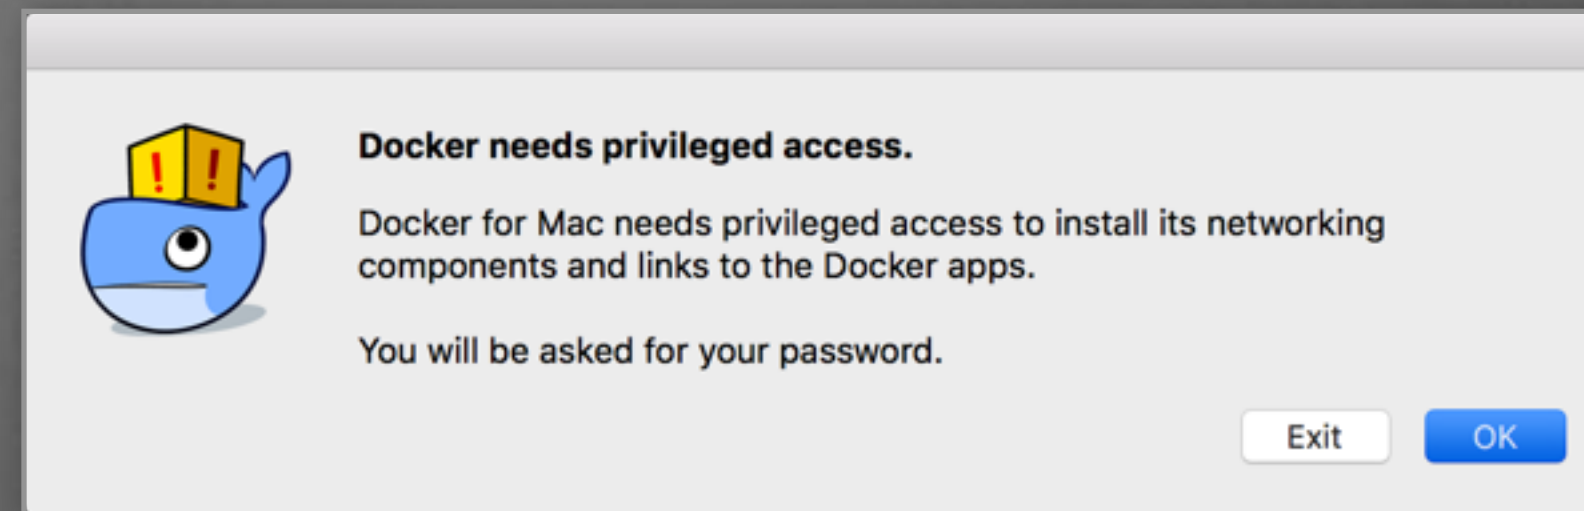 ! !
Docker needs privileged access.
Docker for Mac needs privileged access to install its networking
components and links to the Docker apps.
You will be asked for your password.
Exit OK